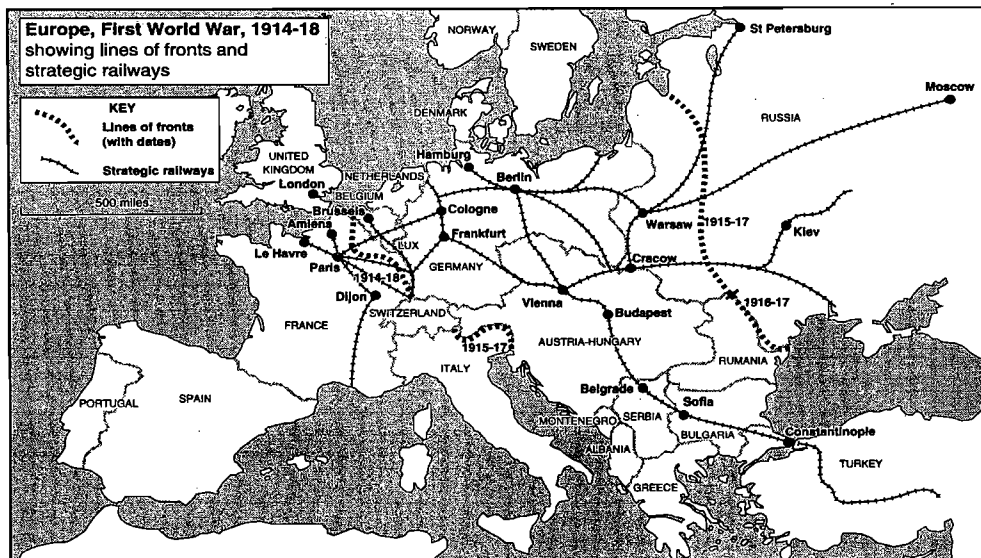 Europe, First World War, 1914-18
showing lines of fronts and
strategic railways
KEY
Lines of fronts
(with dates)
Strategic railways
500 miles
NORWAY
SWEDEN
St Petersburg
Moscow
RUSSIA
DENMARK
Hamburg
UNITED
KINGDOM
NETHERLANDS
London
BELGIUM
Berlin
Brussels
Cologne
Warsaw
1915-17
Kiev
Amiens
LUX
Frankfurt
Le Havre
Paris
GERMANY
Cracow
1914-18
Dijon
Vienna
1916-17
SWITZERLAND
Budapest
FRANCE
1915-17
AUSTRIA-HUNGARY
ITALY
RUMANIA
Belgrade
PORTUGAL
SPAIN
Sofia
MONTENEGRO
SERBIA
Constantinople
BULGARIA
ALBANIA
TURKEY
GREECE